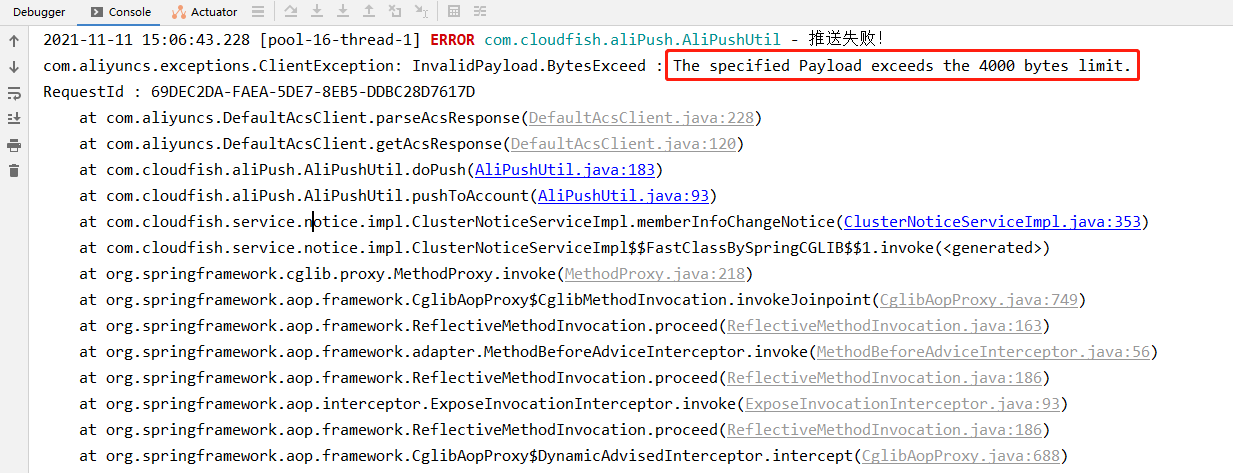 Debugger Console Actuator
2021-11-11 15:06:43.228 [pool-16-thread-1] ERROR com.cloudfish.aliPush.AliPushUtil - 推送失败!
com.aliyuncs.exceptions.ClientException: InvalidPayload.BytesExceed : The specified Payload exceeds the 4000 bytes limit.
RequestId : 69DEC2DA-FAEA-5DE7-8EB5-DDBC28D7617D
at com.aliyuncs.DefaultAcsClient.parseAcsResponse(DefaultAcsClient.java:228)
at com.aliyuncs.DefaultAcsClient.getAcsResponse(DefaultAcsClient.java:120)
at com.cloudfish.aliPush.AliPushUtil.doPush(AliPushUtil.java:183)
at com.cloudfish.aliPush.AliPushUtil.pushToAccount(AliPushUtil.java:93)
at com.cloudfish.service.notice.impl.ClusterNoticeServiceImpl.memberInfoChangeNotice(ClusterNoticeServiceImpl.java:353)
at com.cloudfish.service.notice.impl.ClusterNoticeServiceImpl$$FastClassBySpringCGLIB$$1.invoke(<generated>)
at org.springframework.cglib.proxy.MethodProxy.invoke(MethodProxy.java:218)
at org.springframework.aop.framework.CglibAopProxy$CglibMethodInvocation.invokeJoinpoint(CglibAopProxy.java:749)
at org.springframework.aop.framework.ReflectiveMethodInvocation.proceed(ReflectiveMethodInvocation.java:163)
at org.springframework.aop.framework.adapter.MethodBeforeAdviceInterceptor.invoke(MethodBeforeAdviceInterceptor.java:56)
at org.springframework.aop.framework.ReflectiveMethodInvocation.proceed(ReflectiveMethodInvocation.java:186)
at org.springframework.aop.interceptor.ExposeInvocationInterceptor.invoke(ExposeInvocationInterceptor.java:93)
at org.springframework.aop.framework.ReflectiveMethodInvocation.proceed(ReflectiveMethodInvocation.java:186)
at org.springframework.aop.framework.CglibAopProxy$DynamicAdvisedInterceptor.intercept(CglibAopProxy.java:688)